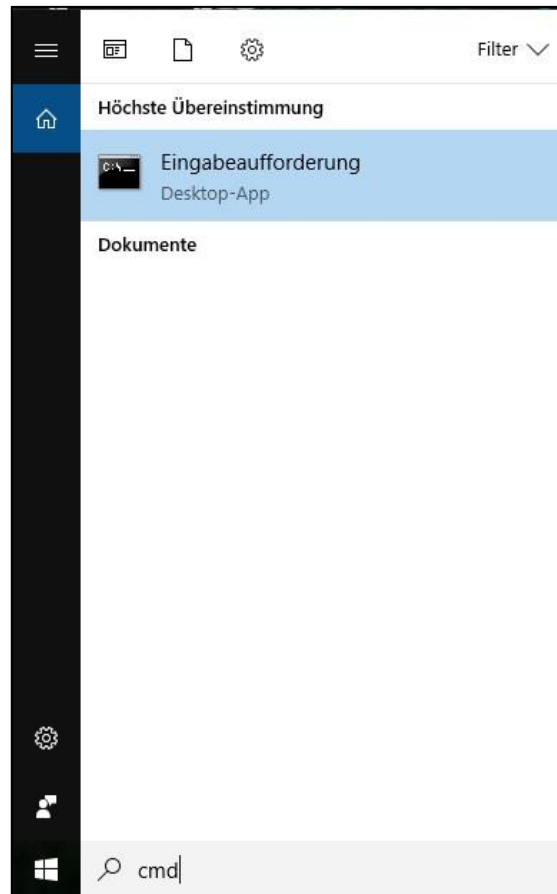 Filter
Höchste Übereinstimmung
C:\_
Eingabeaufforderung
Desktop-App
Dokumente
cmd